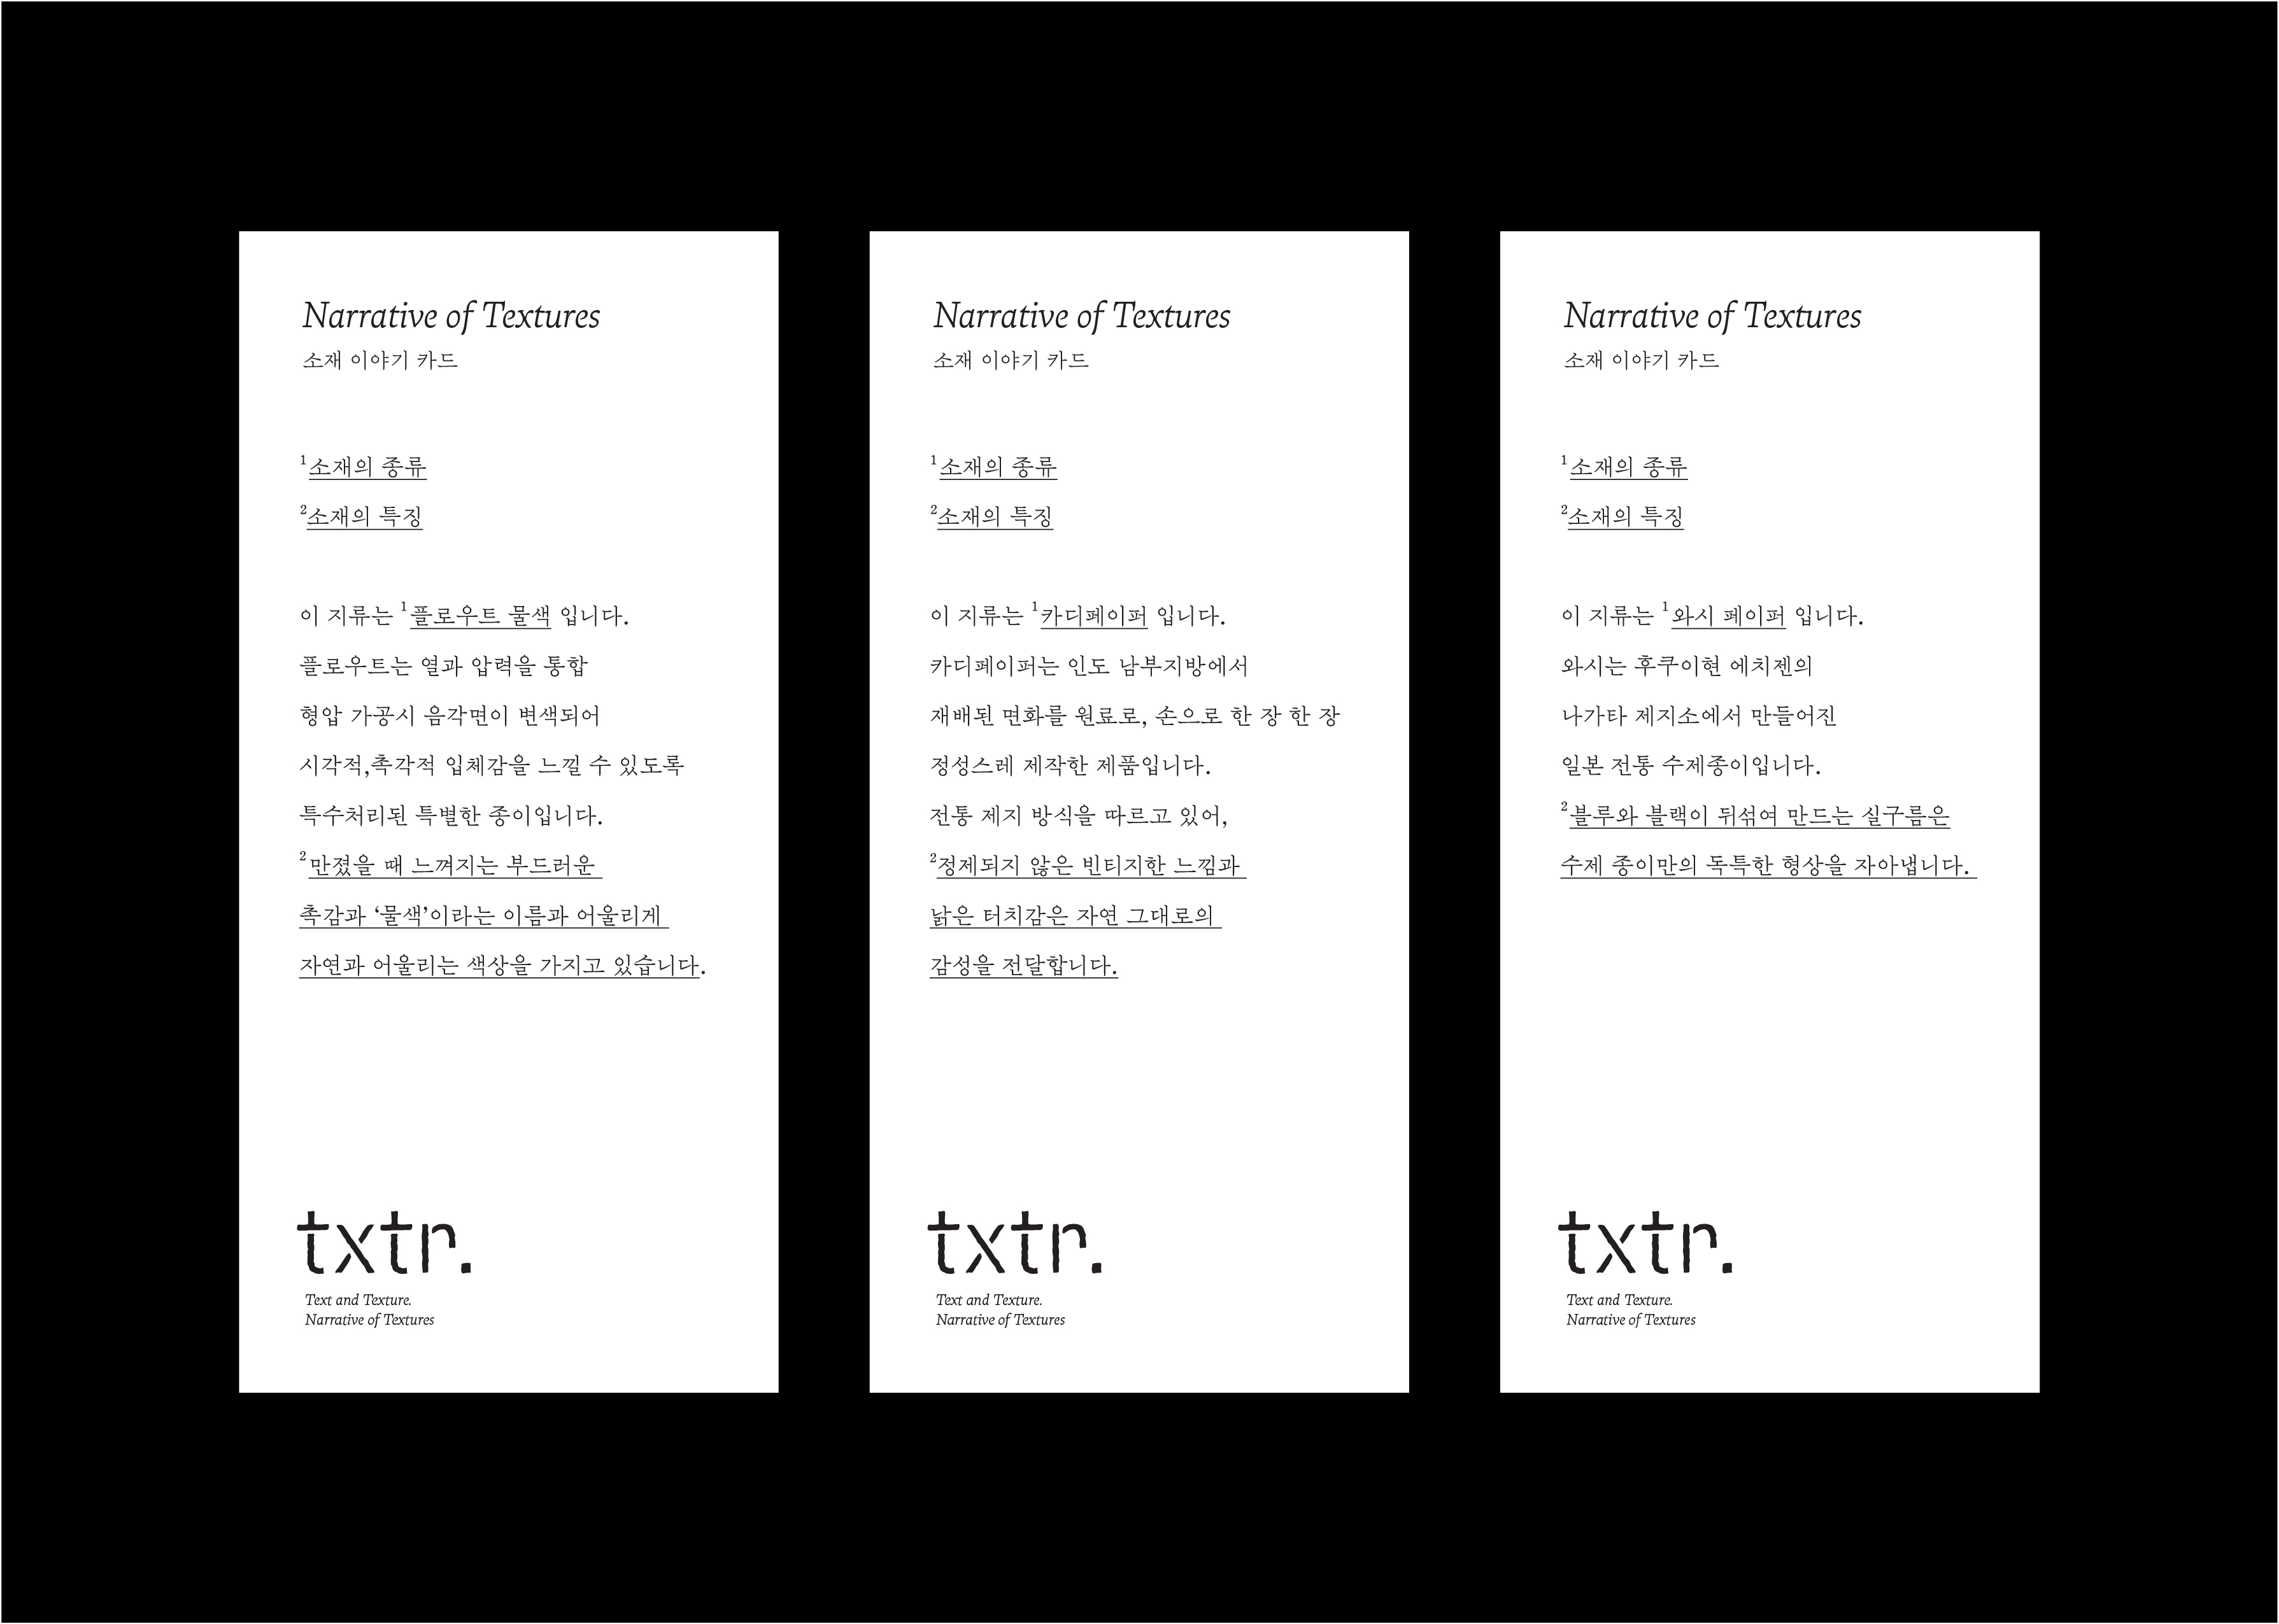 Narrative of Textures
소재 이야기 카드
1소재의 종류
2소재의 특징
이 지류는 1플로우트 물색 입니다.
플로우트는 열과 압력을 통합
형압 가공시 음각면이 변색되어
시각적,촉각적 입체감을 느낄 수 있도록
특수처리된 특별한 종이입니다.
2만졌을 때 느껴지는 부드러운
촉감과 ‘물색’이라는 이름과 어울리게
자연과 어울리는 색상을 가지고 있습니다.
txtr.
Text and Texture.
Narrative of Textures
Narrative of Textures
소재 이야기 카드
1소재의 종류
2소재의 특징
이 지류는 1카디페이퍼 입니다.
카디페이퍼는 인도 남부지방에서
재배된 면화를 원료로, 손으로 한 장 한 장
정성스레 제작한 제품입니다.
전통 제지 방식을 따르고 있어,
2정제되지 않은 빈티지한 느낌과
낡은 터치감은 자연 그대로의
감성을 전달합니다.
txtr.
Text and Texture.
Narrative of Textures
Narrative of Textures
소재 이야기 카드
1소재의 종류
2소재의 특징
이 지류는 1와시 페이퍼 입니다.
와시는 후쿠이현 에치젠의
나가타 제지소에서 만들어진
일본 전통 수제종이입니다.
2블루와 블랙이 뒤섞여 만드는 실구름은
수제 종이만의 독특한 형상을 자아냅니다.
txtr.
Text and Texture.
Narrative of Textures